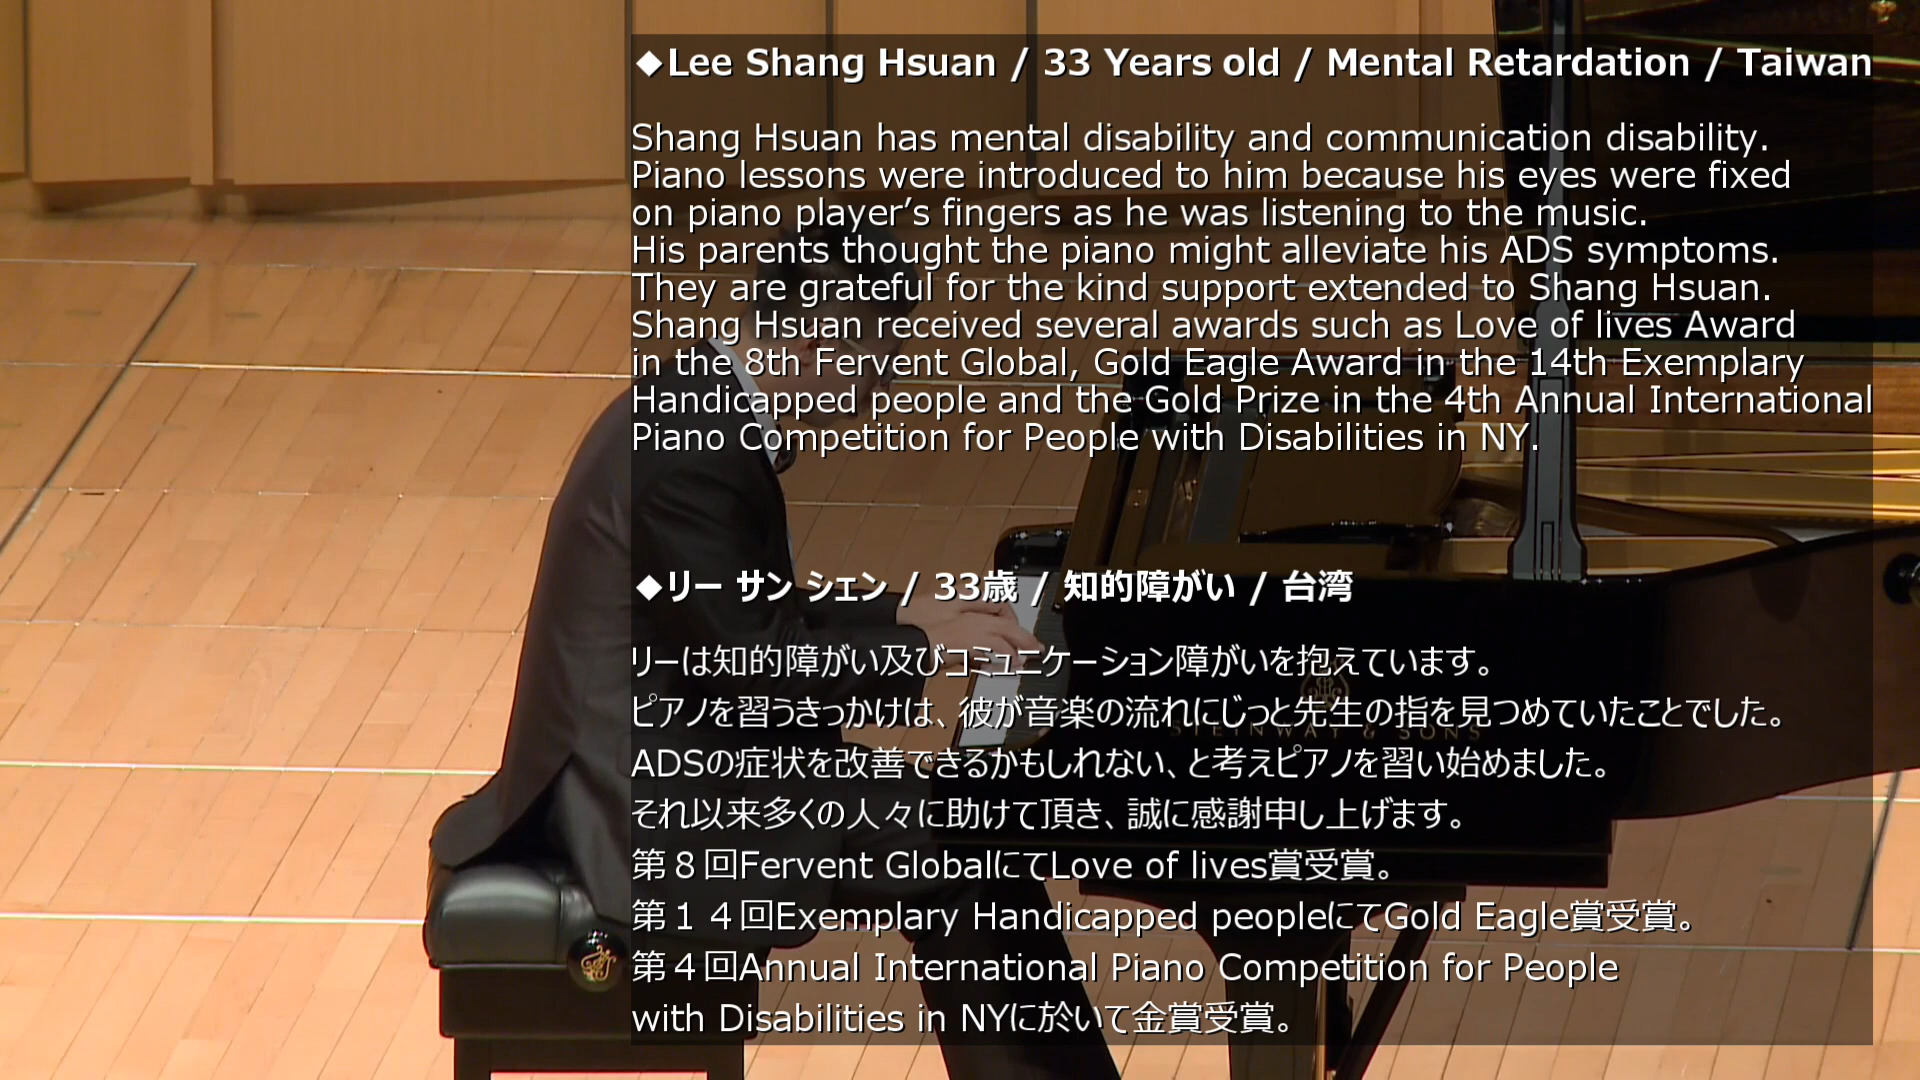 ◆Lee Shang Hsuan / 33 Years old / Mental Retardation / Taiwan
Shang Hsuan has mental disability and communication disability.
Piano lessons were introduced to him because his eyes were fixed
on piano player’s fingers as he was listening to the music.
His parents thought the piano might alleviate his ADS symptoms.
They are grateful for the kind support extended to Shang Hsuan.
Shang Hsuan received several awards such as Love of lives Award
in the 8th Fervent Global, Gold Eagle Award in the 14th Exemplary
Handicapped people and the Gold Prize in the 4th Annual International
Piano Competition for People with Disabilities in NY.
◆リー サン シェン / 33歳 / 知的障がい / 台湾
リーは知的障がい及びコミュニケーション障がいを抱えています。
ピアノを習うきっかけは、彼が音楽の流れにじっと先生の指を見つめていたことでした。
STEINWAY & SONS
ADSの症状を改善できるかもしれない、と考えピアノを習い始めました。
それ以来多くの人々に助けて頂き、誠に感謝申し上げます。
第８回Fervent GlobalにてLove of lives賞受賞。
第１４回Exemplary Handicapped peopleにてGold Eagle賞受賞。
第４回Annual International Piano Competition for People
with Disabilities in NYに於いて金賞受賞。